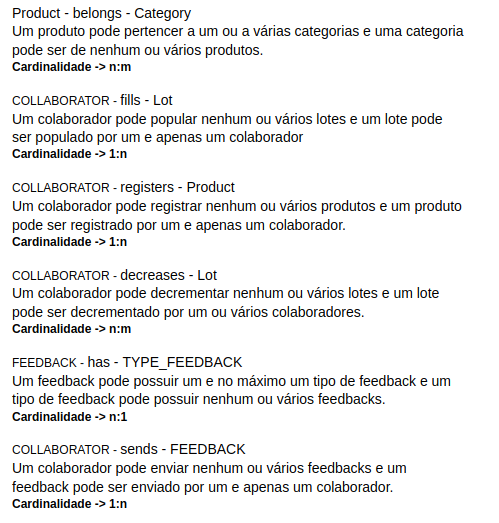 Product - belongs - Category
Um produto pode pertencer a um ou a várias categorias e uma categoria
pode ser de nenhum ou vários produtos.
Cardinalidade -> n:m
COLLABORATOR - fills - Lot
Um colaborador pode popular nenhum ou vários lotes e um lote pode
ser populado por um e apenas um colaborador
Cardinalidade -> 1:n
COLLABORATOR - registers - Product
Um colaborador pode registrar nenhum ou vários produtos e um produto
pode ser registrado por um e apenas um colaborador.
Cardinalidade -> 1:n
COLLABORATOR - decreases - Lot
Um colaborador pode decrementar nenhum ou vários lotes e um lote
pode ser decrementado por um ou vários colaboradores.
Cardinalidade -> n:m
FEEDBACK - has - TYPE_FEEDBACK
Um feedback pode possuir um e no máximo um tipo de feedback e um
tipo de feedback pode possuir nenhum ou vários feedbacks.
Cardinalidade -> n:1
COLLABORATOR - sends - FEEDBACK
Um colaborador pode enviar nenhum ou vários feedbacks e um
feedback pode ser enviado por um e apenas um colaborador.
Cardinalidade -> 1:n